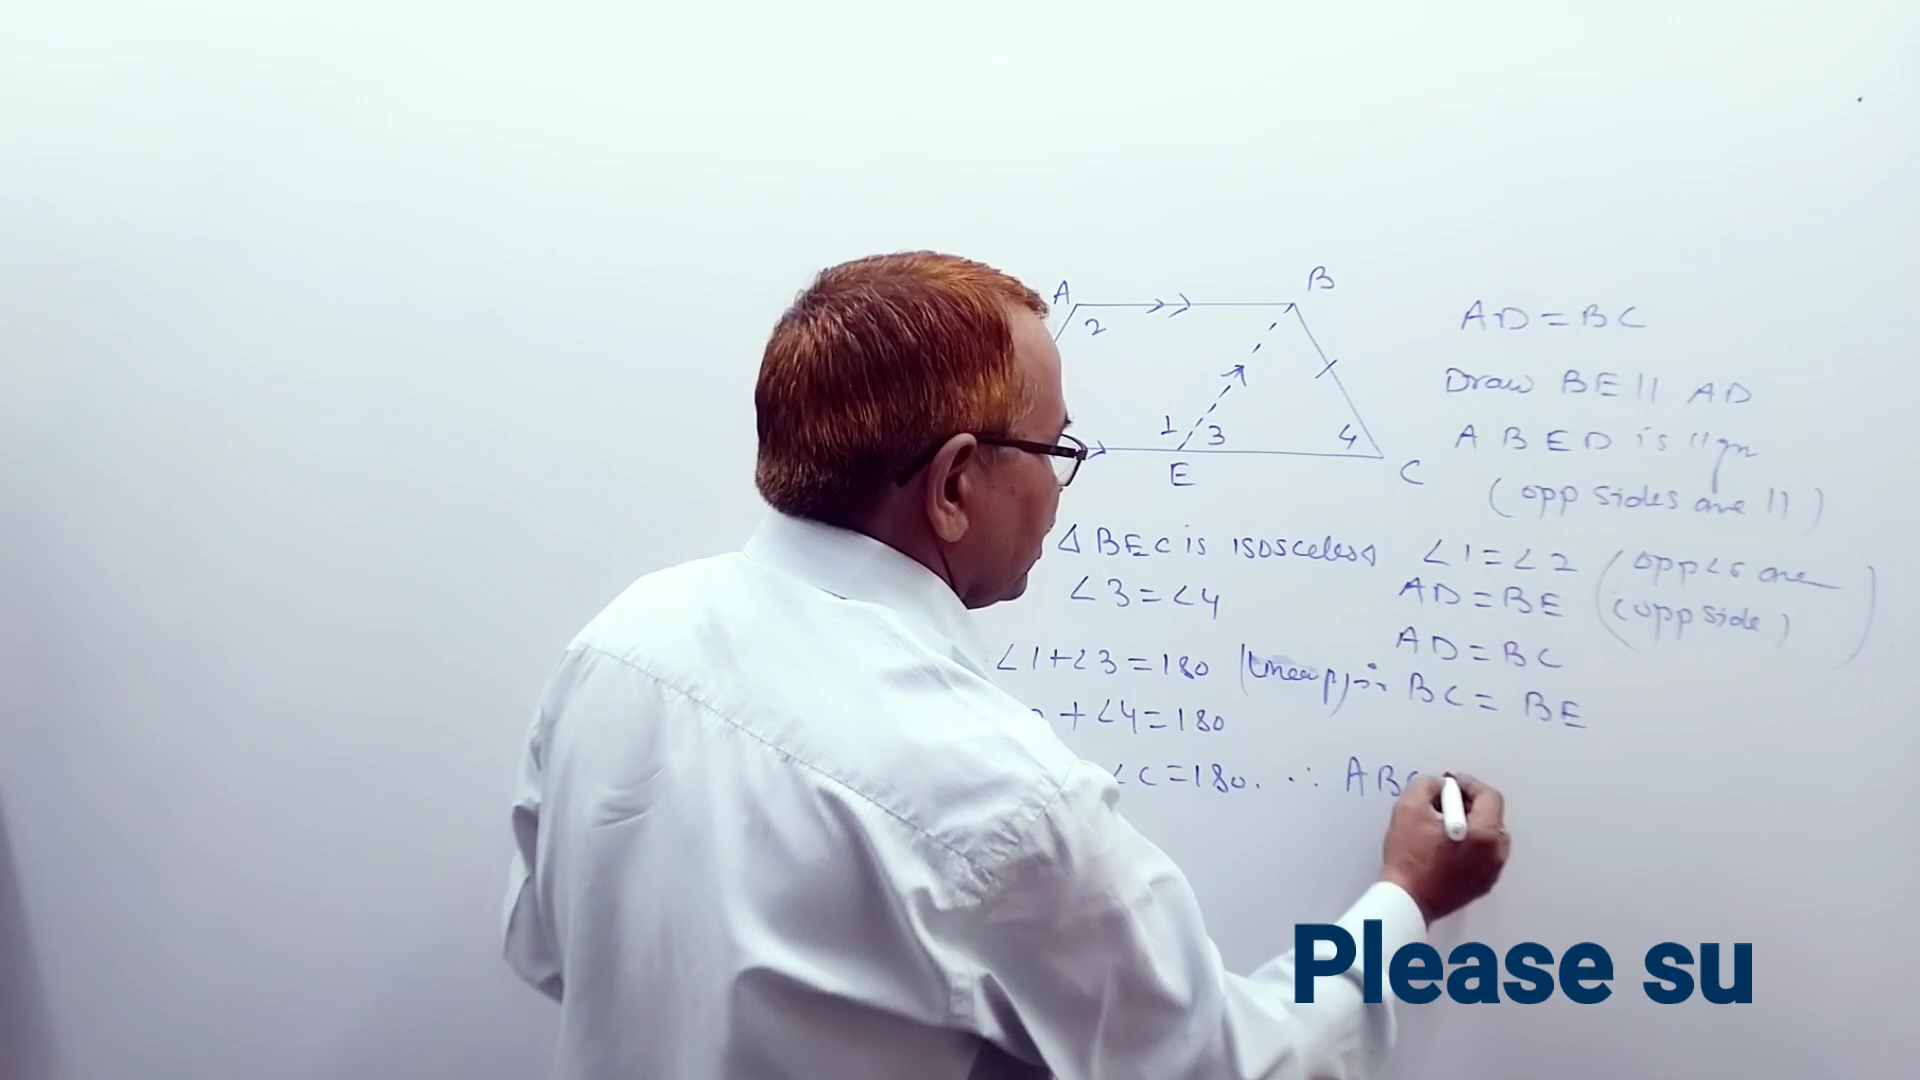 A
B
2
1
3
4
E
C
AD = BC
Draw BE || AD
ABED is ||gm
(opp sides are ||)
∆ BEC is
∠3 = ∠4
∠1+∠3 = 180
+∠4 = 180
∠C = 180. ∴ AB
∠1 = ∠2 (opp ∠s are
AD = BE (opp side)
AD = BC
∴ BC = BE
Please su